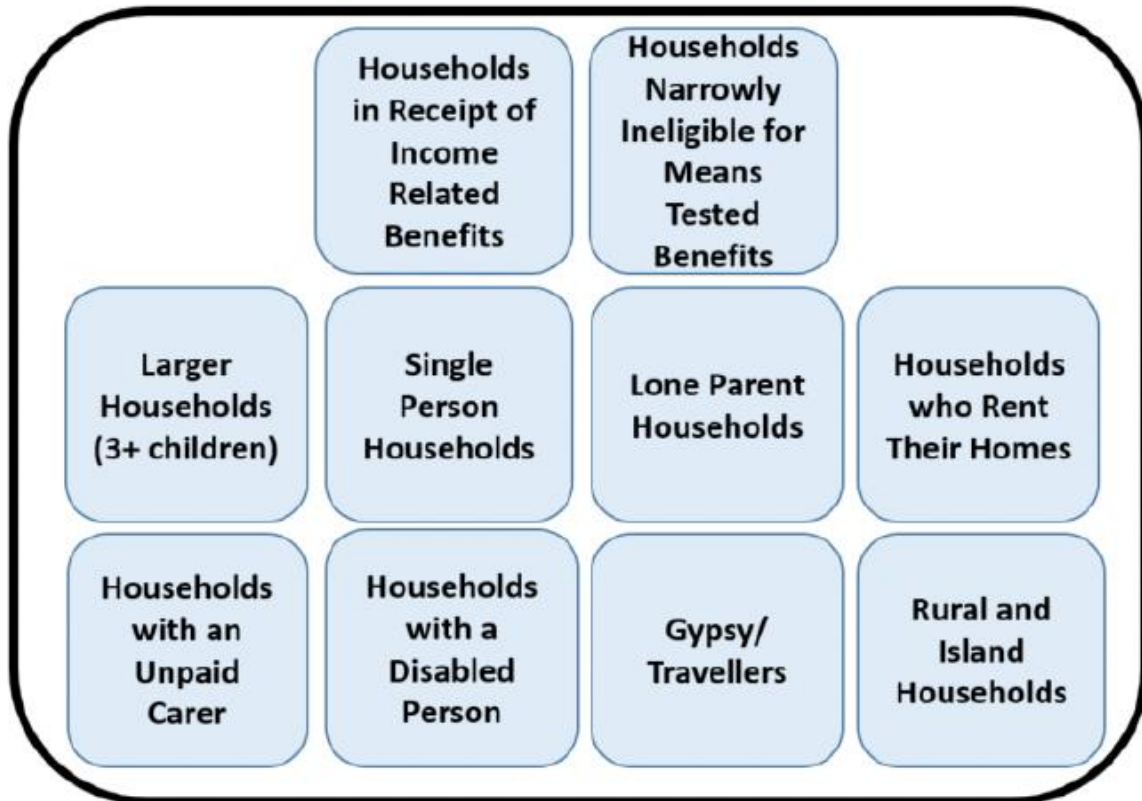 Households
in Receipt of
Income
Related
Benefits
Households
Narrowly
Ineligible for
Means
Tested
Benefits
Larger
Households
(3+ children)
Single
Person
Households
Lone Parent
Households
Households
who Rent
Their Homes
Households
with an
Unpaid
Carer
Households
with a
Disabled
Person
Gypsy/
Travellers
Rural and
Island
Households